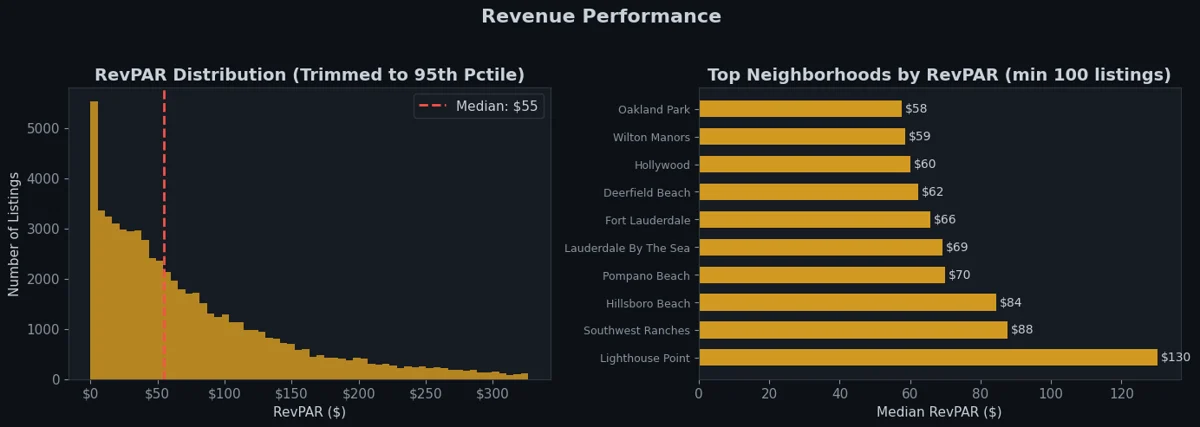 Revenue Performance
RevPAR Distribution (Trimmed to 95th Pctile)
Median: $55
Number of Listings
5000
4000
3000
2000
1000
0
$0 $50 $100 $150 $200 $250 $300
RevPAR ($)
Top Neighborhoods by RevPAR (min 100 listings)
Oakland Park $58
Wilton Manors $59
Hollywood $60
Deerfield Beach $62
Fort Lauderdale $66
Lauderdale By The Sea $69
Pompano Beach $70
Hillsboro Beach $84
Southwest Ranches $88
Lighthouse Point $130
0 20 40 60 80 100 120
Median RevPAR ($)